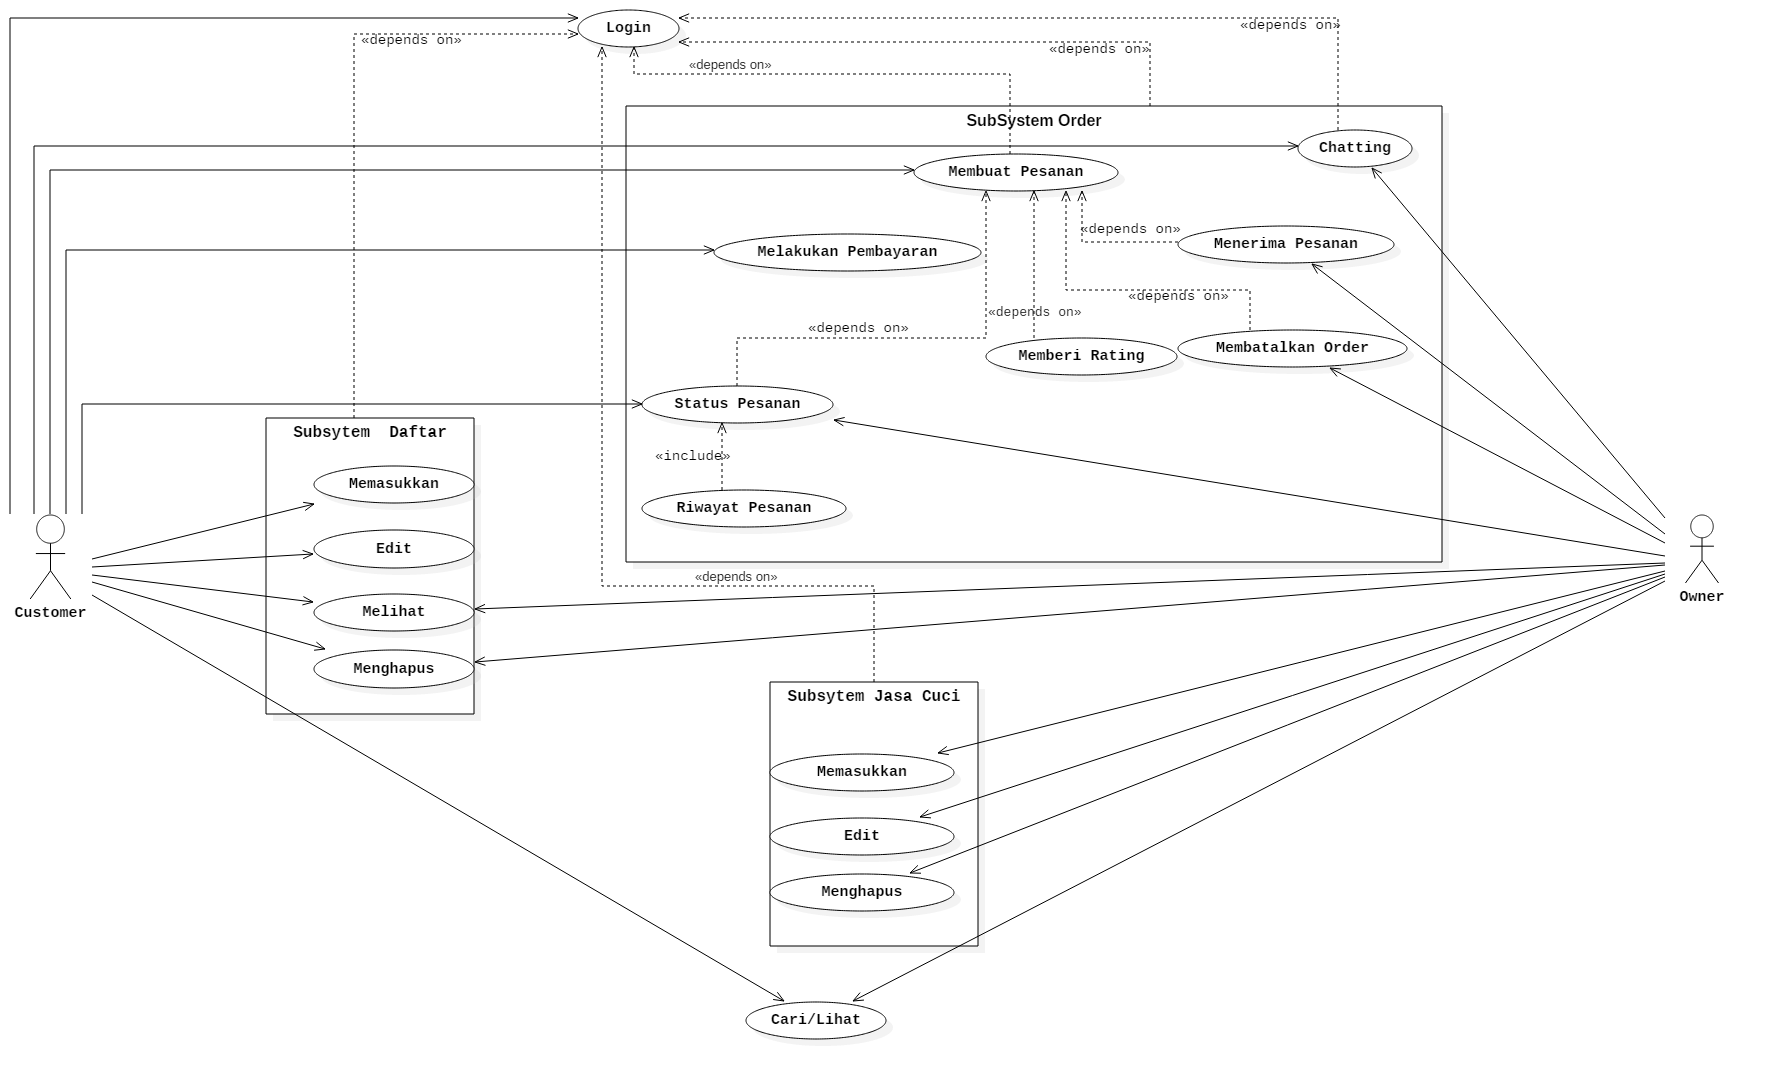 Login
«depends on»
«depends on»
«depends on»
«depends on»
SubSystem Order
Chatting
Membuat Pesanan
«depends on»
Menerima Pesanan
Melakukan Pembayaran
«depends on»
«depends on»
«depends on»
Memberi Rating
Membatalkan Order
Status Pesanan
Subsytem  Daftar
«include»
Memasukkan
Riwayat Pesanan
Edit
«depends on»
Melihat
Customer
Owner
Menghapus
Subsytem Jasa Cuci
Memasukkan
Edit
Menghapus
Cari/Lihat